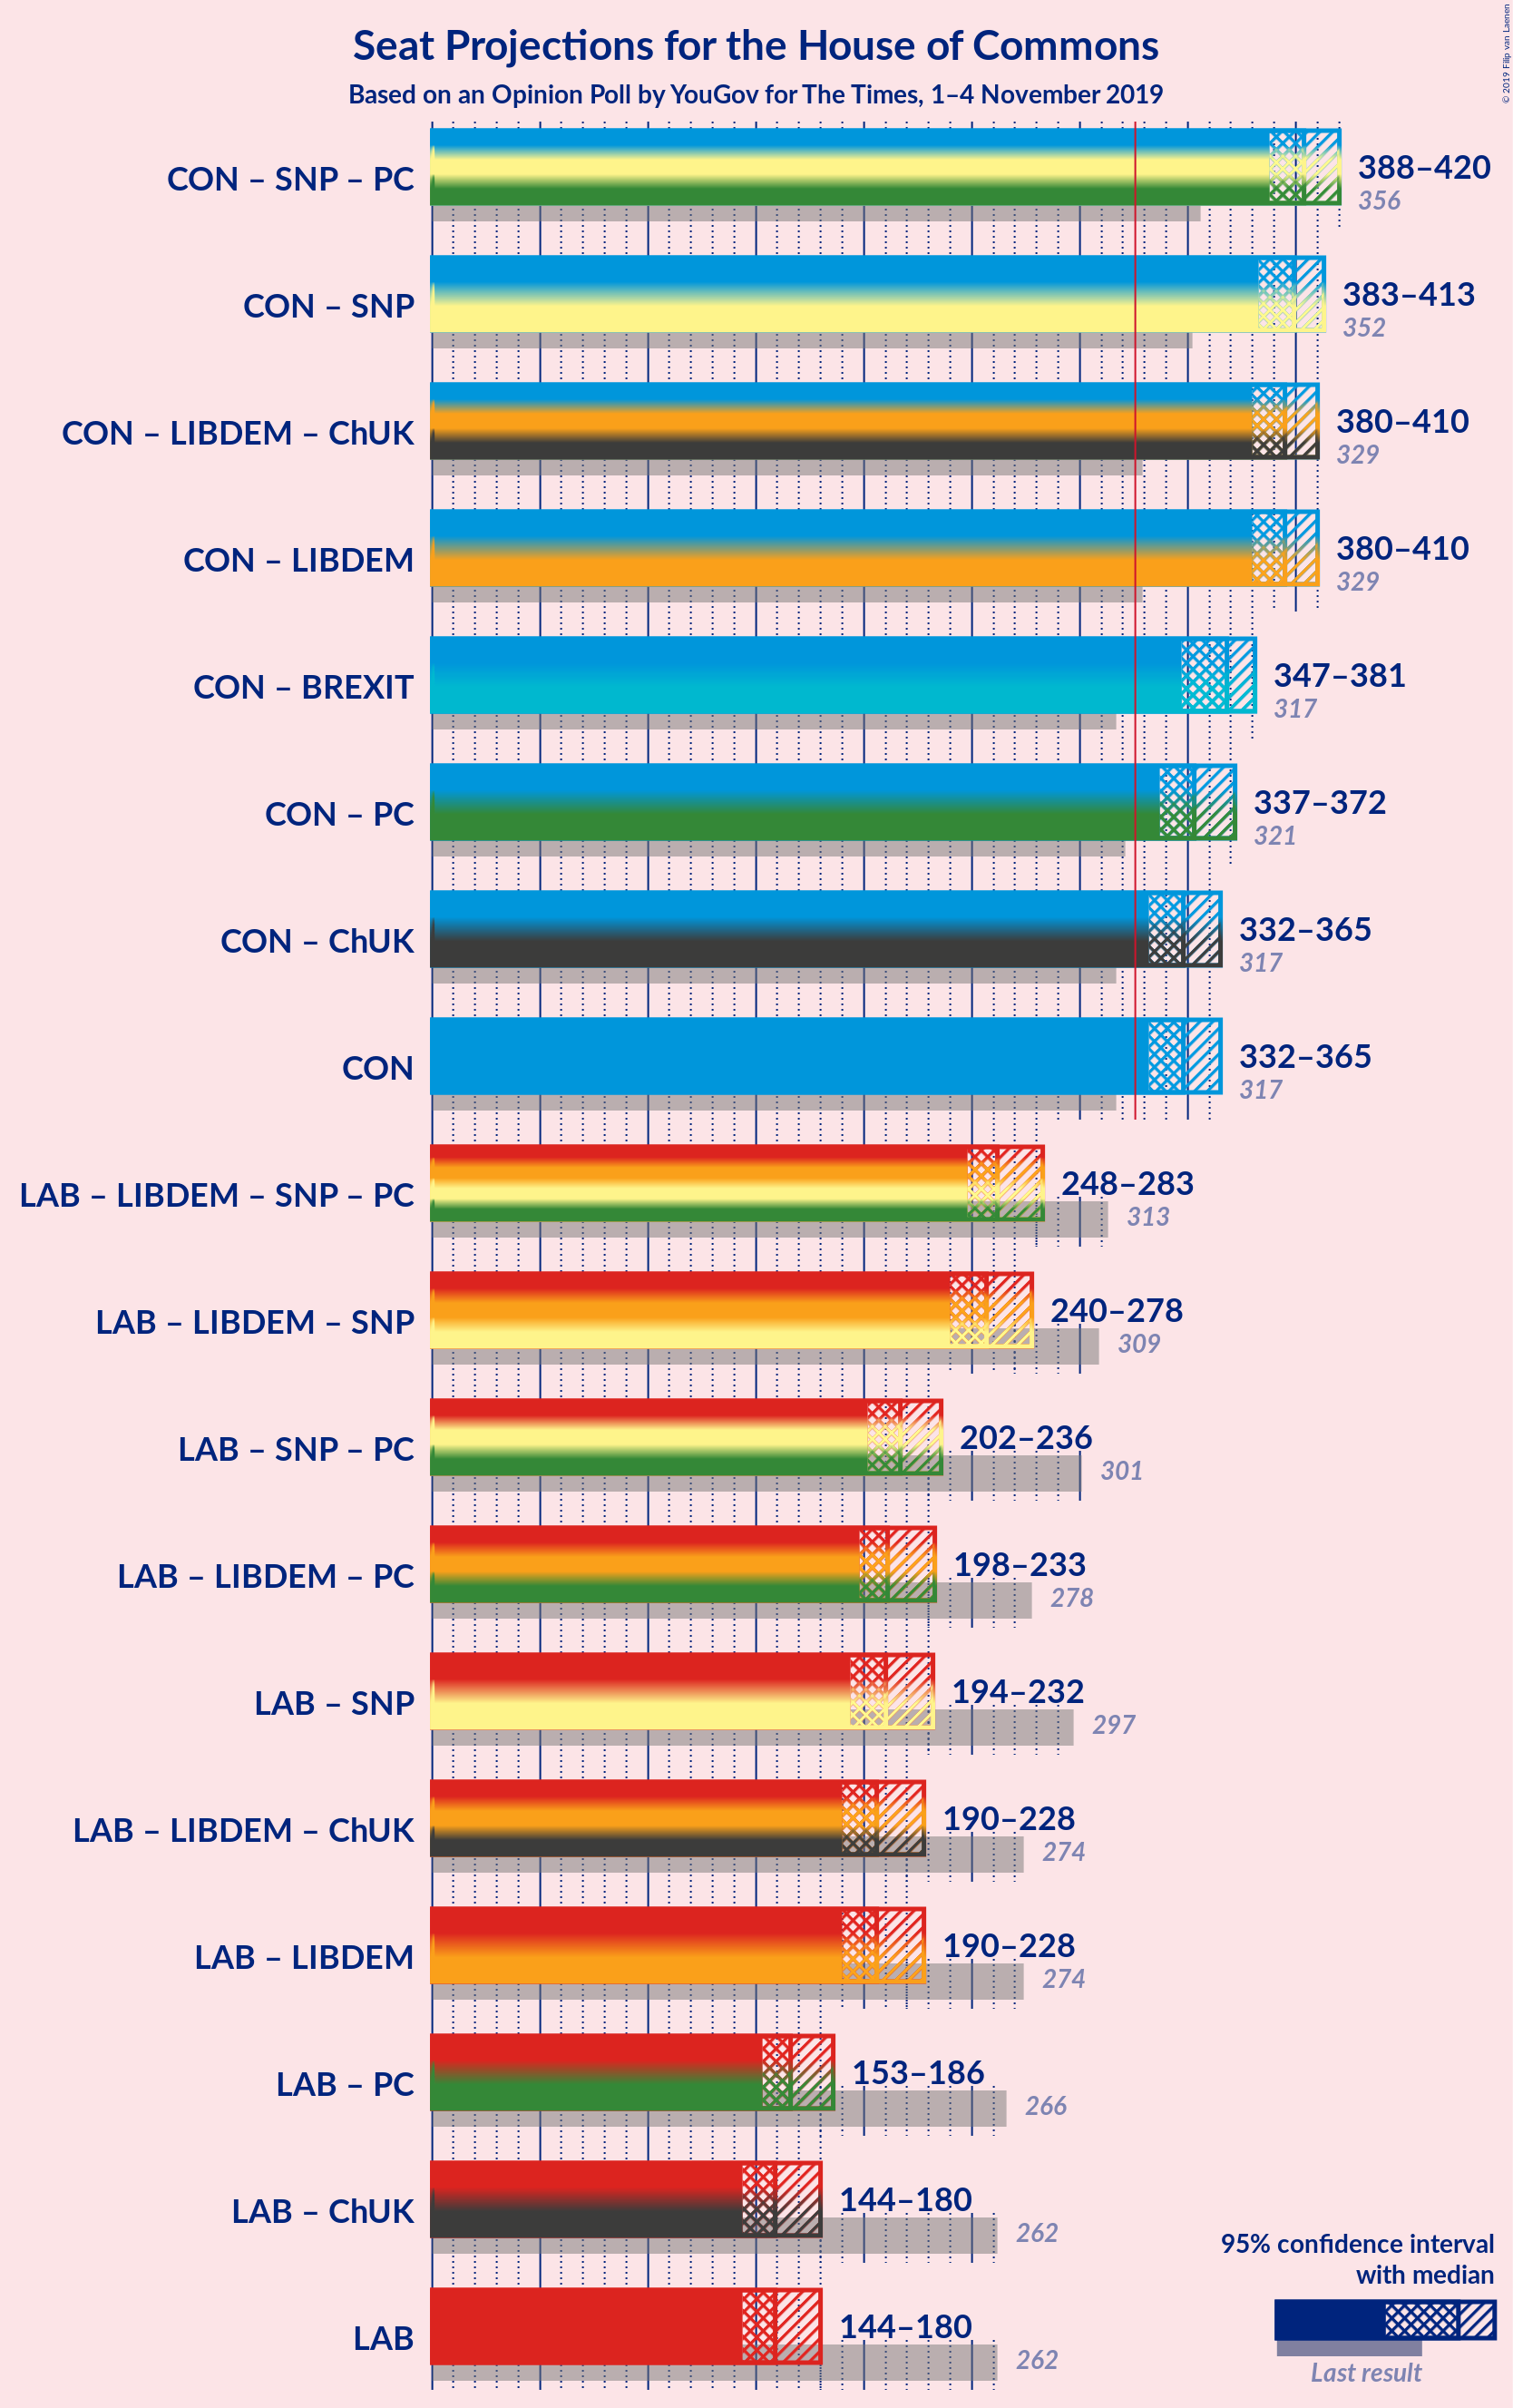 Seat Projections for the House of Commons
Based on an Opinion Poll by YouGov for The Times, 1–4 November 2019
© 2019 Filip van Laenen
CON – SNP – PC
388–420
356
CON – SNP
383–413
352
CON – LIBDEM – ChUK
380–410
329
CON – LIBDEM
380–410
329
CON – BREXIT
347–381
317
CON – PC
337–372
321
CON – ChUK
332–365
317
CON
332–365
317
LAB – LIBDEM – SNP – PC
248–283
313
LAB – LIBDEM – SNP
240–278
309
LAB – SNP – PC
202–236
301
LAB – LIBDEM – PC
198–233
278
LAB – SNP
194–232
297
LAB – LIBDEM – ChUK
190–228
274
LAB – LIBDEM
190–228
274
LAB – PC
153–186
266
LAB – ChUK
144–180
262
LAB
144–180
262
95% confidence interval
with median
Last result